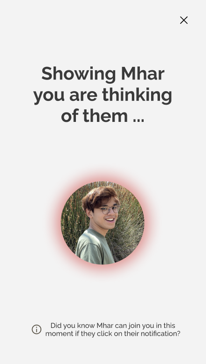 Showing Mhar
you are thinking
of them ...
Did you know Mhar can join you in this
moment if they click on their notification?